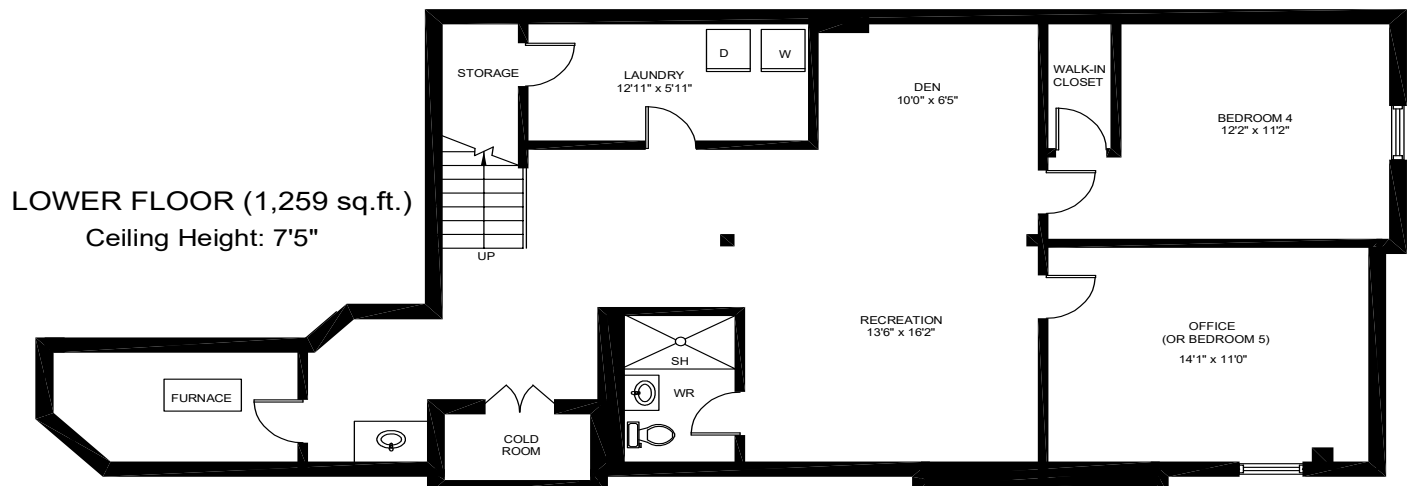 STORAGE
LAUNDRY
12'11" x 5'11"
D
W
DEN
10'0" x 6'5"
WALK-IN
CLOSET
BEDROOM 4
12'2" x 11'2"
LOWER FLOOR (1,259 sq.ft.)
Ceiling Height: 7'5"
UP
RECREATION
13'6" x 16'2"
OFFICE
(OR BEDROOM 5)
14'1" x 11'0"
SH
WR
FURNACE
COLD
ROOM